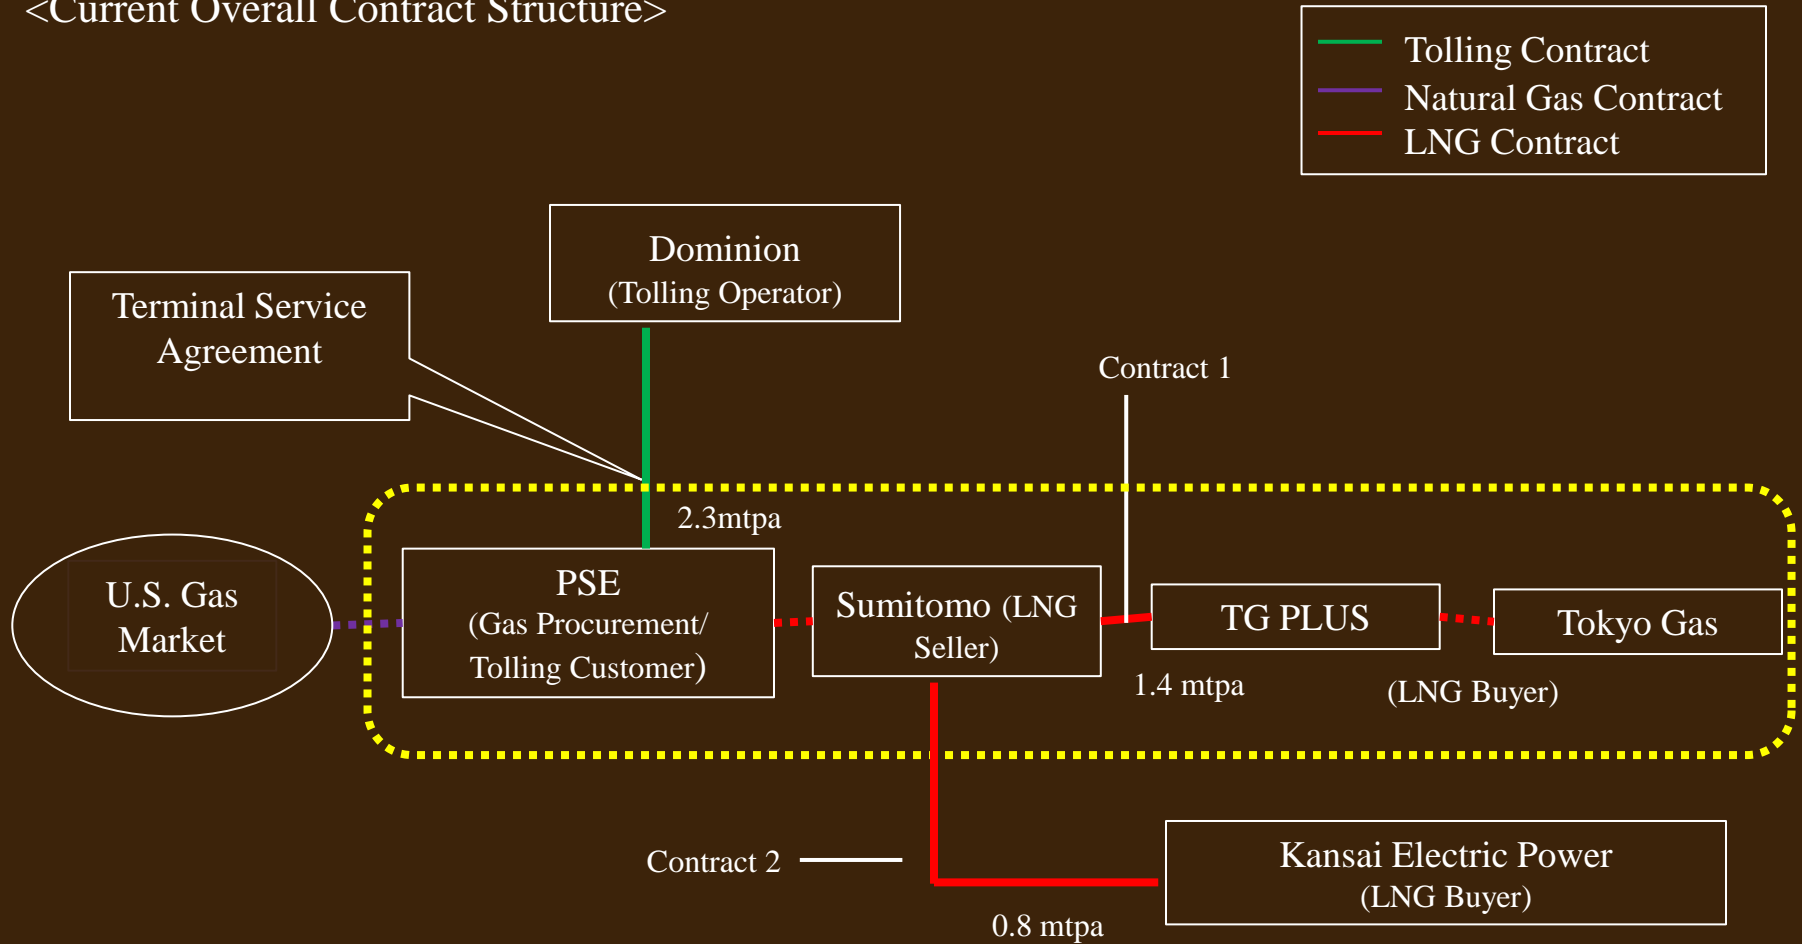 <Current Overall Contract Structure>
Tolling Contract
Natural Gas Contract
LNG Contract
Dominion
(Tolling Operator)
Terminal Service
Agreement
Contract 1
2.3mtpa
U.S. Gas
Market
PSE
(Gas Procurement/
Tolling Customer)
Sumitomo (LNG
Seller)
TG PLUS
Tokyo Gas
1.4 mtpa
(LNG Buyer)
Contract 2
Kansai Electric Power
(LNG Buyer)
0.8 mtpa